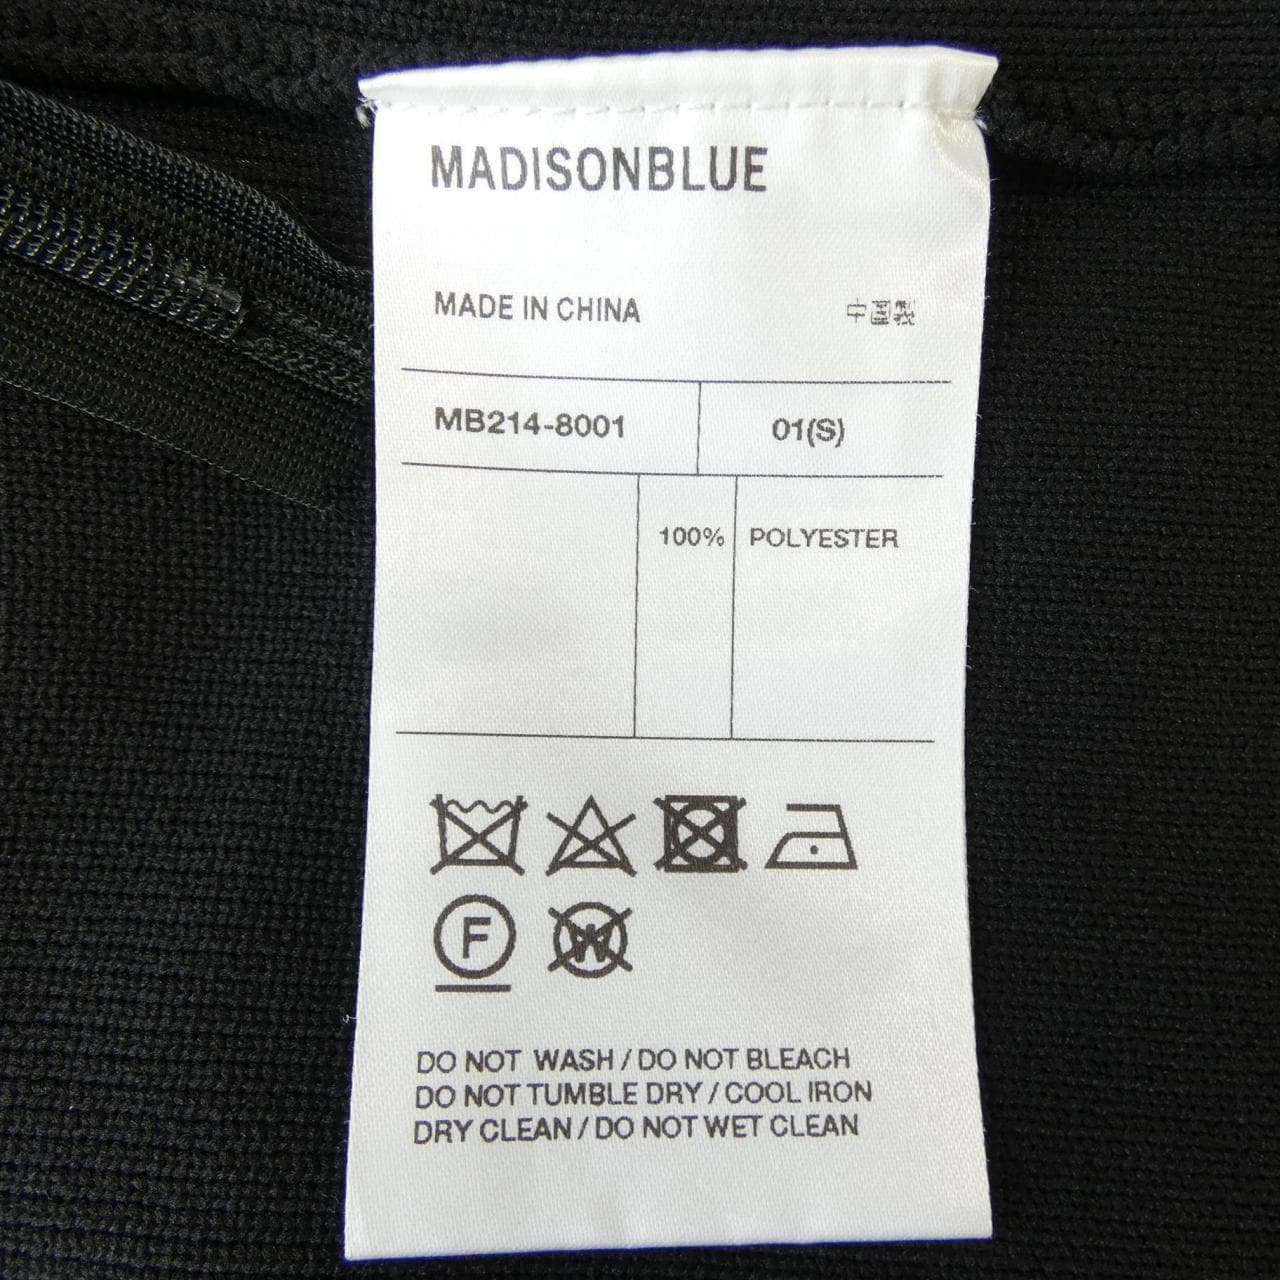 MADISONBLUE
MADE IN CHINA 中国製
MB214-8001 01(S)
100% POLYESTER
F
W
DO NOT WASH / DO NOT BLEACH
DO NOT TUMBLE DRY / COOL IRON
DRY CLEAN / DO NOT WET CLEAN